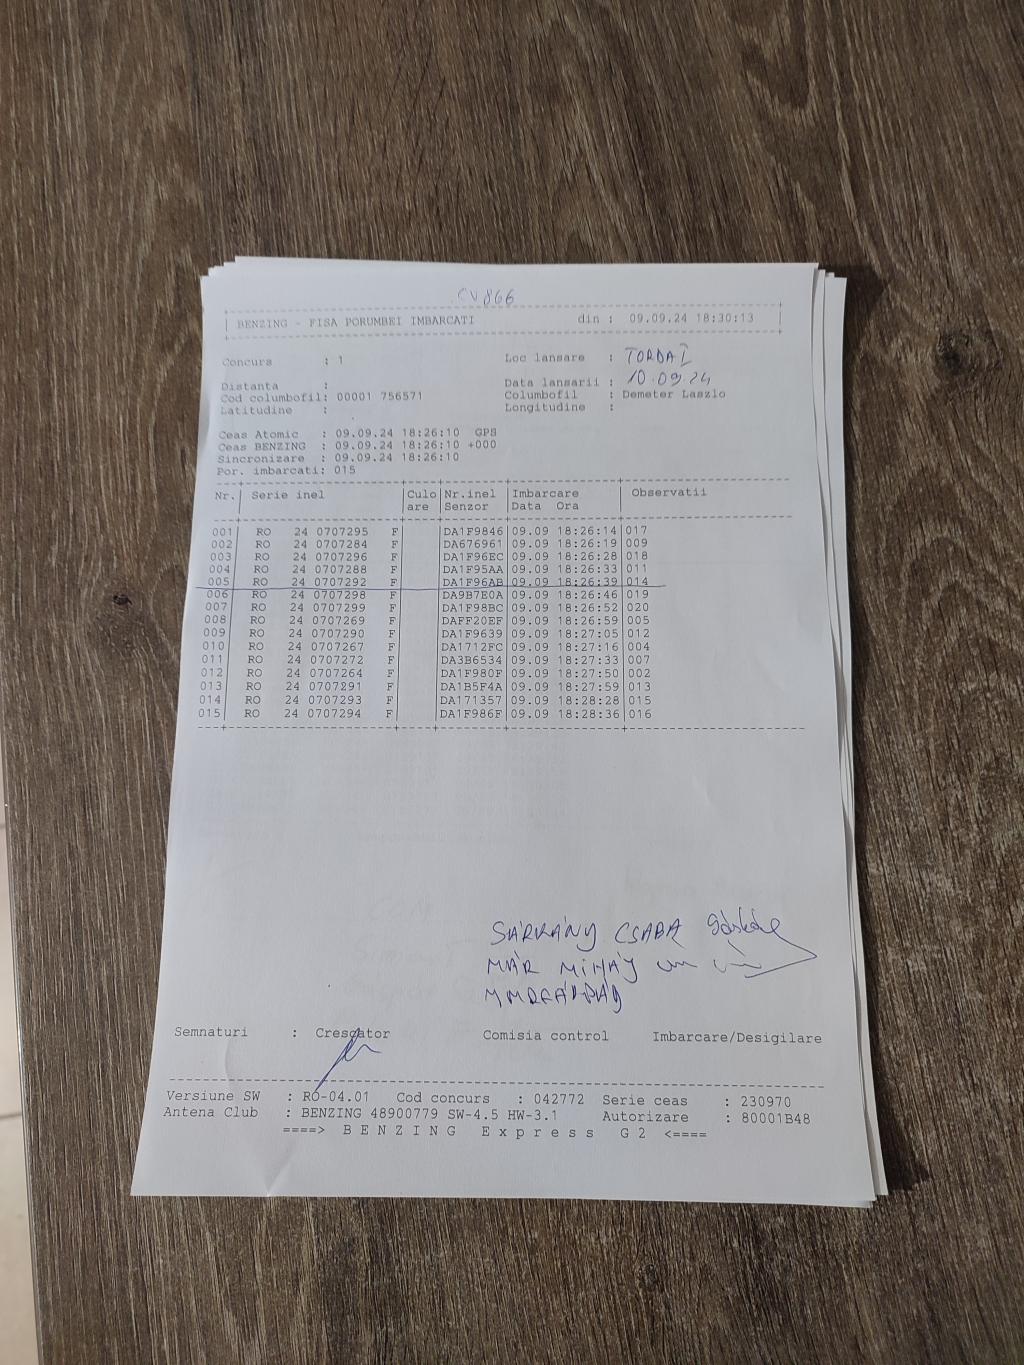 CV866
BENZING - FISA PORUMBEI IMBARCATI din : 09.09.24 18:30:13
Concurs : 1 Loc lansare : TORDA I
Distanta : Data lansarii : 10.09.24
Cod columbofil: 00001 756571 Columbofil : Demeter Laszlo
Latitudine : Longitudine :
Ceas Atomic : 09.09.24 18:26:10 GPS
Ceas BENZING : 09.09.24 18:26:10 +000
Sincronizare : 09.09.24 18:26:10
Por. imbarcati: 015
Nr. Serie inel Culo Nr.inel Imbarcare Observatii
are Senzor Data Ora
001 RO 24 0707295 F DA1F9846 09.09 18:26:14 017
002 RO 24 0707284 F DA676961 09.09 18:26:19 009
003 RO 24 0707296 F DA1F96EC 09.09 18:26:28 018
004 RO 24 0707288 F DA1F95AA 09.09 18:26:33 011
005 RO 24 0707292 F DA1F96AB 09.09 18:26:39 014
006 RO 24 0707298 F DA9B7E0A 09.09 18:26:46 019
007 RO 24 0707299 F DA1F98BC 09.09 18:26:52 020
008 RO 24 0707269 F DAFF20EF 09.09 18:26:59 005
009 RO 24 0707290 F DA1F9639 09.09 18:27:05 012
010 RO 24 0707267 F DA1712FC 09.09 18:27:16 004
011 RO 24 0707272 F DA3B6534 09.09 18:27:33 007
012 RO 24 0707264 F DA1F980F 09.09 18:27:50 002
013 RO 24 0707291 F DA1B5F4A 09.09 18:27:59 013
014 RO 24 0707293 F DA171357 09.09 18:28:28 015
015 RO 24 0707294 F DA1F986F 09.09 18:28:36 016
SÁRKÁNY CSABA
MÁR MIHÁY
Semnaturi : Crescator Comisia control Imbarcare/Desigilare
Versiune SW : RO-04.01 Cod concurs : 042772 Serie ceas : 230970
Antena Club : BENZING 48900779 SW-4.5 HW-3.1 Autorizare : 80001B48
====> B E N Z I N G E x p r e s s G 2 <====